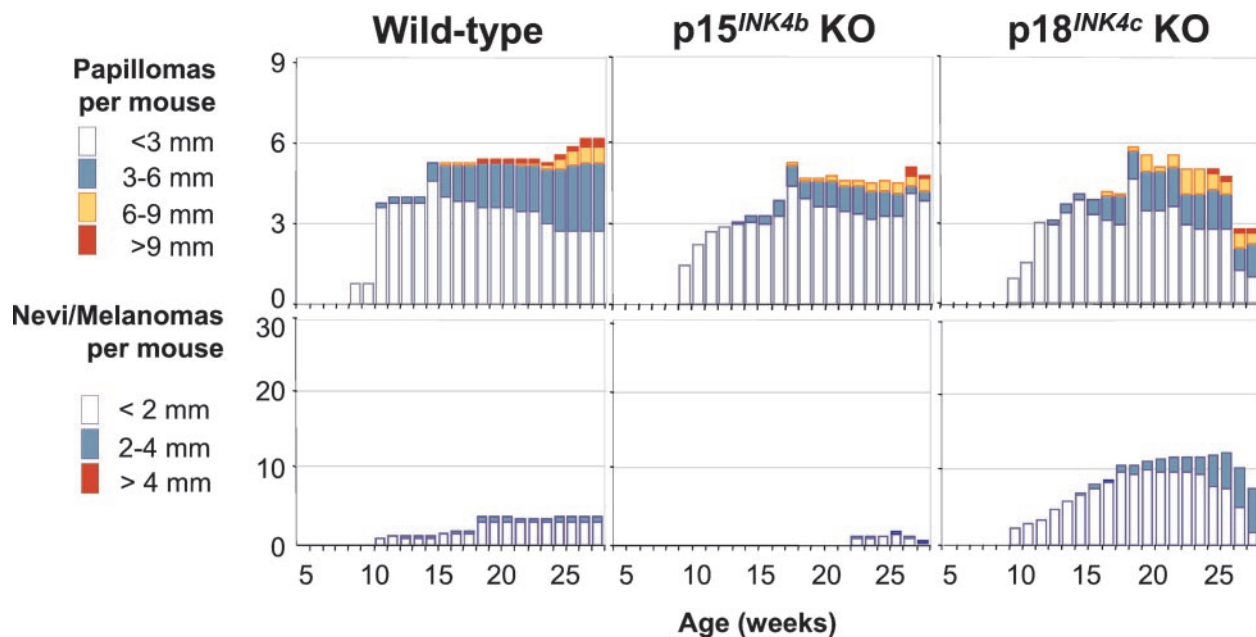 Wild-type
p15INK4b KO
p18INK4c KO
Papillomas
per mouse
<3 mm
3-6 mm
6-9 mm
>9 mm
9
6
3
0
Nevi/Melanomas
per mouse
< 2 mm
2-4 mm
> 4 mm
30
20
10
0
5 10 15 20 25
5 10 15 20 25
5 10 15 20 25
Age (weeks)